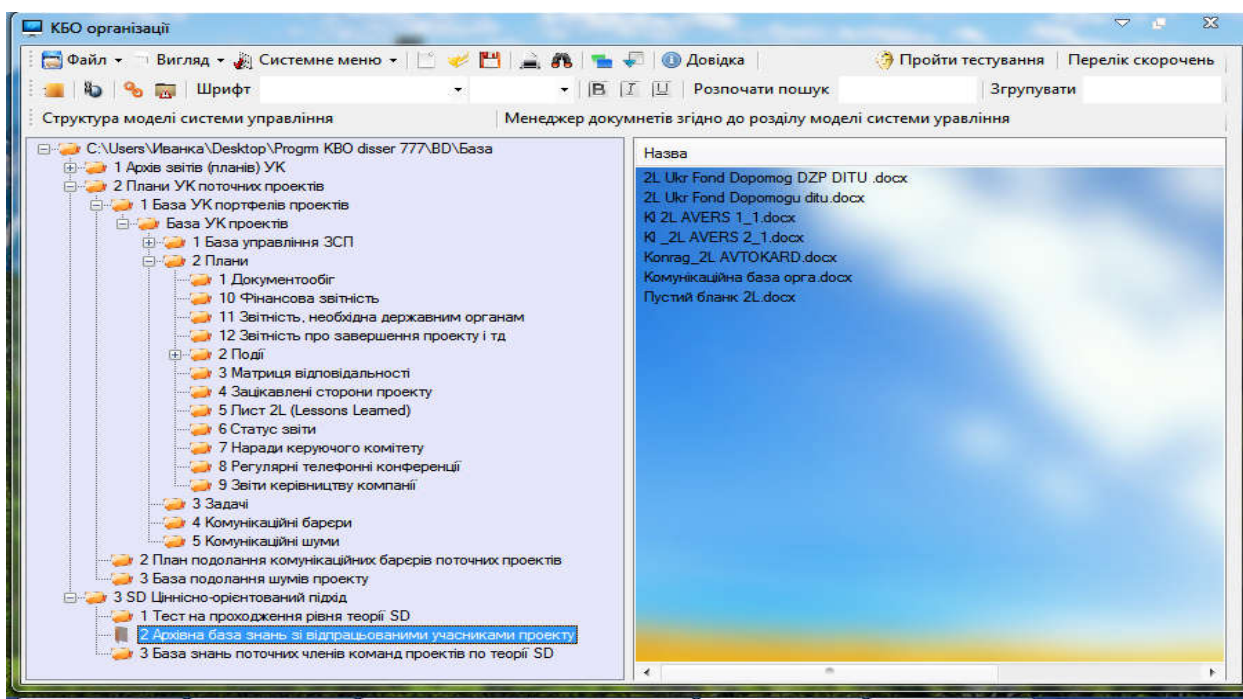 КБО організації
Файл Вигляд Системне меню Довідка Пройти тестування Перелік скорочень
Шрифт B I U Розпочати пошук Згрупувати
Структура моделі системи управління Менеджер докумнетів згідно до розділу моделі системи уравління
C:\Users\Иванка\Desktop\Progrm KBO disser 777\BD\База
1 Архів звітів (планів) УК
2 Плани УК поточних проектів
1 База УК портфелів проектів
База УК проектів
1 База управління ЗСП
2 Плани
1 Документообіг
10 Фінансова звітність
11 Звітність, необхідна державним органам
12 Звітність про завершення проекту і тд
2 Події
3 Матриця відповідальності
4 Зацікавлені сторони проекту
5 Лист 2L (Lessons Learned)
6 Статус звіти
7 Наради керуючого комітету
8 Регулярні телефонні конференції
9 Звіти керівництву компанії
3 Задачі
4 Комунікаційні барєри
5 Комунікаційні шуми
2 План подолання комунікаційних барєрів поточних проектів
3 База подолання шумів проекту
3 SD Ціннісно-орієнтований підхід
1 Тест на проходження рівня теорії SD
2 Архівна база знань зі відпрацьованими учасниками проекту
3 База знань поточних членів команд проектів по теорії SD
Назва
2L Ukr Fond Dopomog DZP DITU .docx
2L Ukr Fond Dopomogu ditu.docx
KI 2L AVERS 1_1.docx
KI _2L AVERS 2_1.docx
Konrag_2L AVTOKARD.docx
Комунікаційна база орга.docx
Пустий бланк 2L.docx